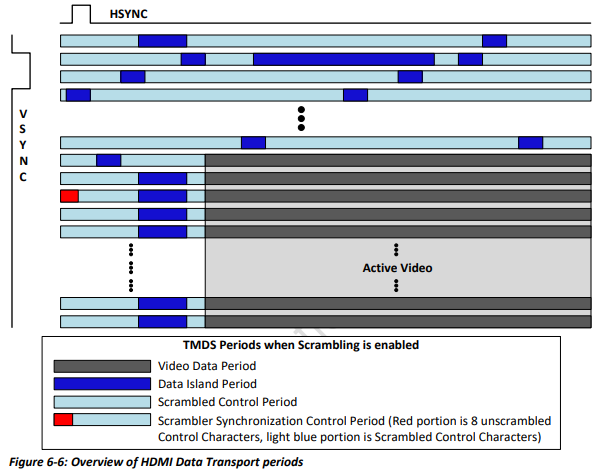 HSYNC
VSYNC
Active Video
TMDS Periods when Scrambling is enabled
Video Data Period
Data Island Period
Scrambled Control Period
Scrambler Synchronization Control Period (Red portion is 8 unscrambled
Control Characters, light blue portion is Scrambled Control Characters)
Figure 6-6: Overview of HDMI Data Transport periods